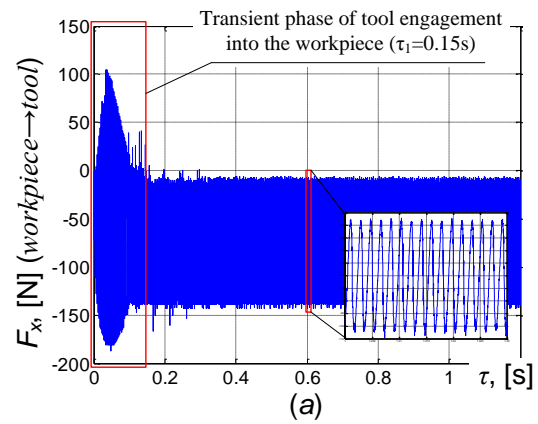 Transient phase of tool engagement
into the workpiece (τ₁=0.15s)
Fₓ, [N] (workpiece→tool)
150
100
50
0
-50
-100
-150
-200
0 0.2 0.4 0.6 0.8 1 τ, [s]
(a)